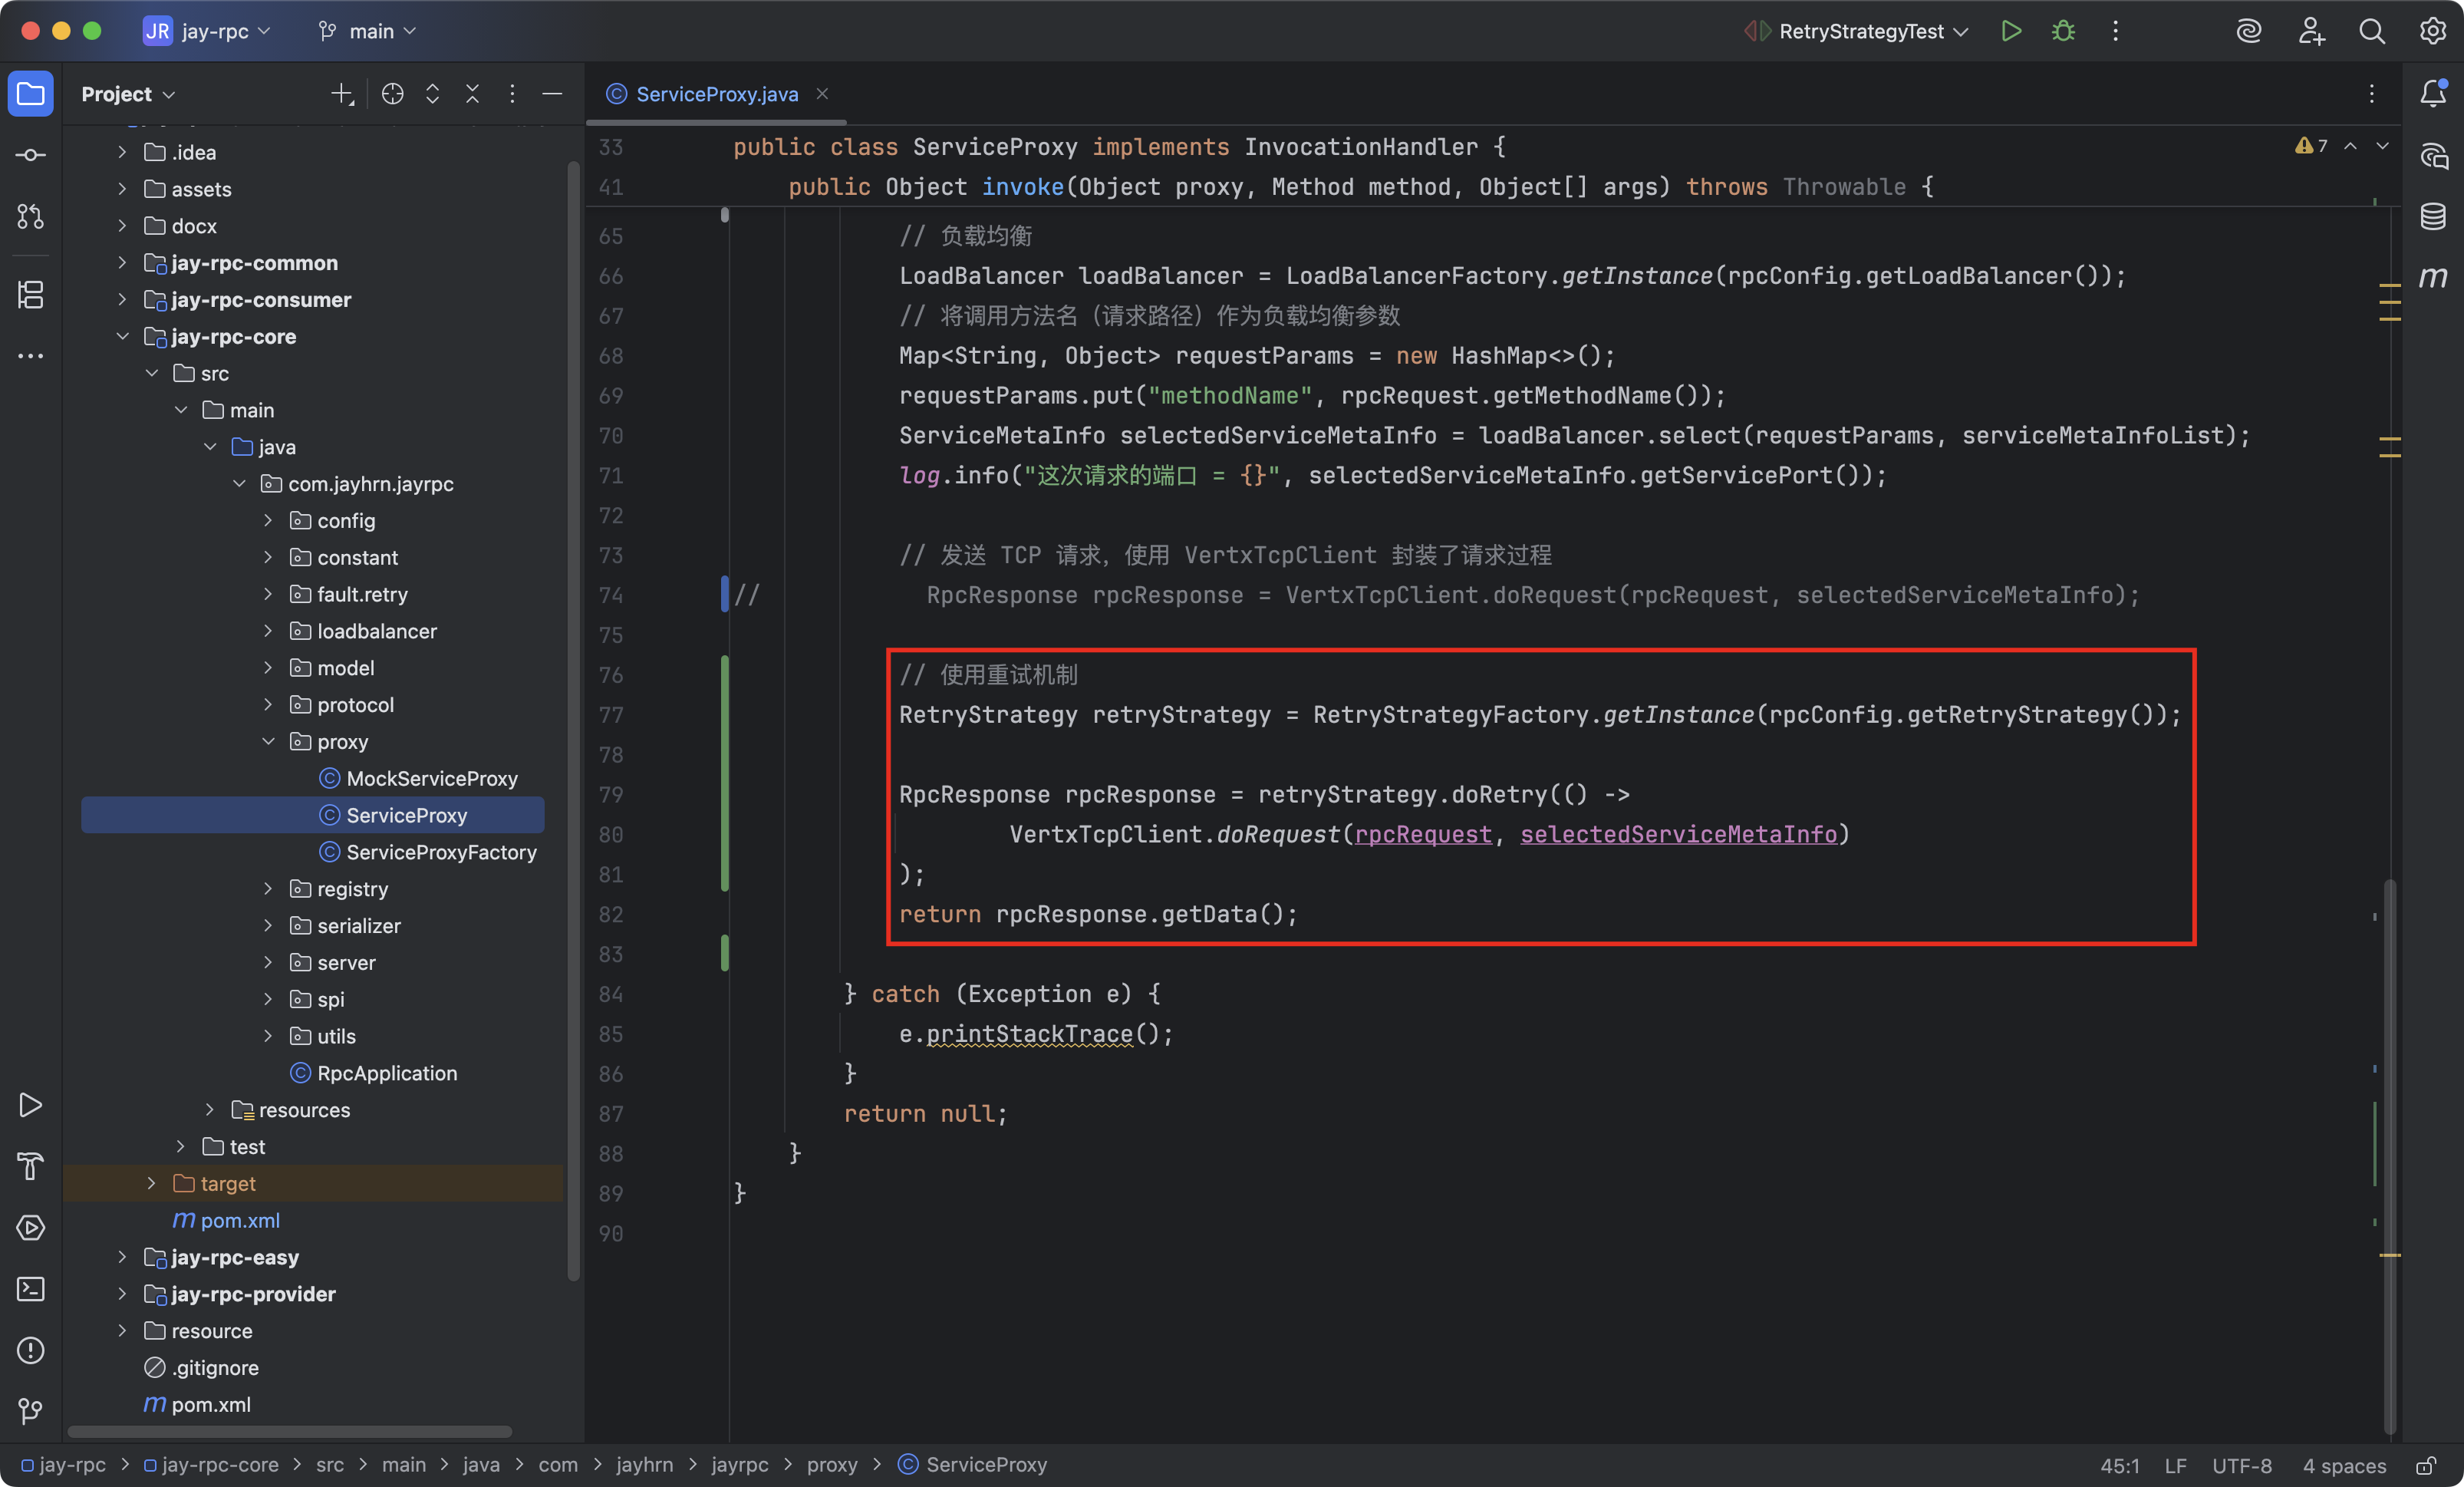 JR jay-rpc main RetryStrategyTest
Project
.idea
assets
docx
jay-rpc-common
jay-rpc-consumer
jay-rpc-core
src
main
java
com.jayhrn.jayrpc
config
constant
fault.retry
loadbalancer
model
protocol
proxy
MockServiceProxy
ServiceProxy
ServiceProxyFactory
registry
serializer
server
spi
utils
RpcApplication
resources
test
target
pom.xml
jay-rpc-easy
jay-rpc-provider
resource
.gitignore
pom.xml
ServiceProxy.java
7
33 public class ServiceProxy implements InvocationHandler {
41 public Object invoke(Object proxy, Method method, Object[] args) throws Throwable {
65 // 负载均衡
66 LoadBalancer loadBalancer = LoadBalancerFactory.getInstance(rpcConfig.getLoadBalancer());
67 // 将调用方法名（请求路径）作为负载均衡参数
68 Map<String, Object> requestParams = new HashMap<>();
69 requestParams.put("methodName", rpcRequest.getMethodName());
70 ServiceMetaInfo selectedServiceMetaInfo = loadBalancer.select(requestParams, serviceMetaInfoList);
71 log.info("这次请求的端口 = {}", selectedServiceMetaInfo.getServicePort());
72
73 // 发送 TCP 请求，使用 VertxTcpClient 封装了请求过程
74 // RpcResponse rpcResponse = VertxTcpClient.doRequest(rpcRequest, selectedServiceMetaInfo);
75
76 // 使用重试机制
77 RetryStrategy retryStrategy = RetryStrategyFactory.getInstance(rpcConfig.getRetryStrategy());
78
79 RpcResponse rpcResponse = retryStrategy.doRetry(() ->
80 VertxTcpClient.doRequest(rpcRequest, selectedServiceMetaInfo)
81 );
82 return rpcResponse.getData();
83
84 } catch (Exception e) {
85 e.printStackTrace();
86 }
87 return null;
88 }
89 }
90
jay-rpc jay-rpc-core src main java com jayhrn jayrpc proxy ServiceProxy 45:1 LF UTF-8 4 spaces